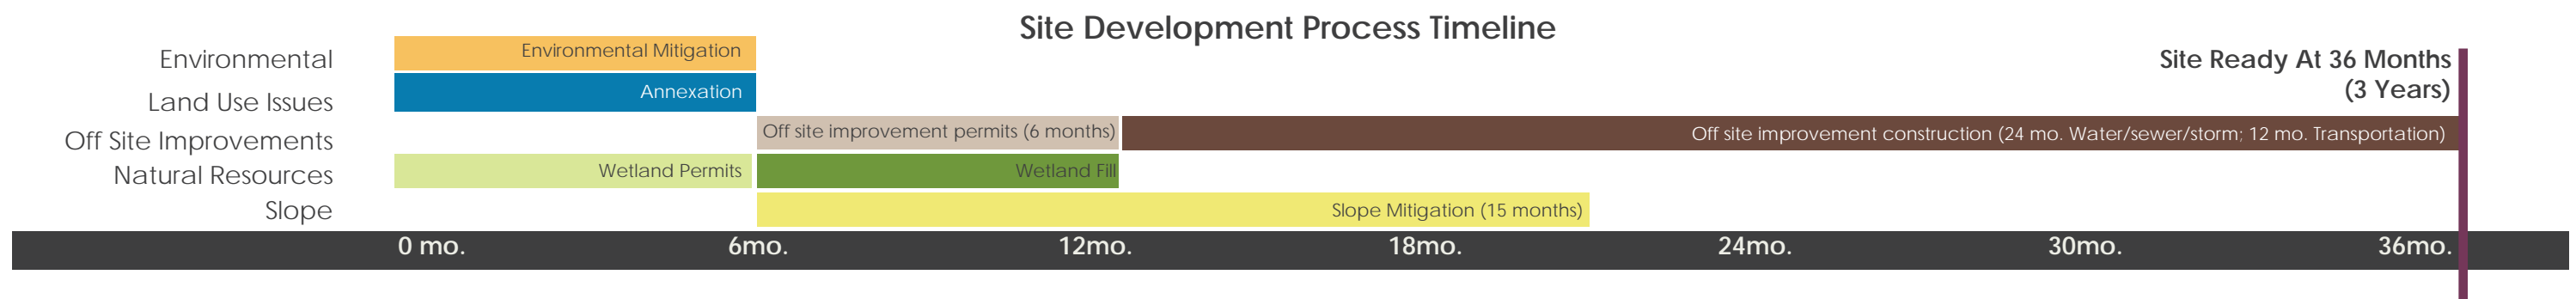 Site Development Process Timeline
Environmental
Environmental Mitigation
Site Ready At 36 Months
(3 Years)
Land Use Issues
Annexation
Off Site Improvements
Off site improvement permits (6 months)
Off site improvement construction (24 mo. Water/sewer/storm; 12 mo. Transportation)
Natural Resources
Wetland Permits
Wetland Fill
Slope
Slope Mitigation (15 months)
0 mo. 6mo. 12mo. 18mo. 24mo. 30mo. 36mo.